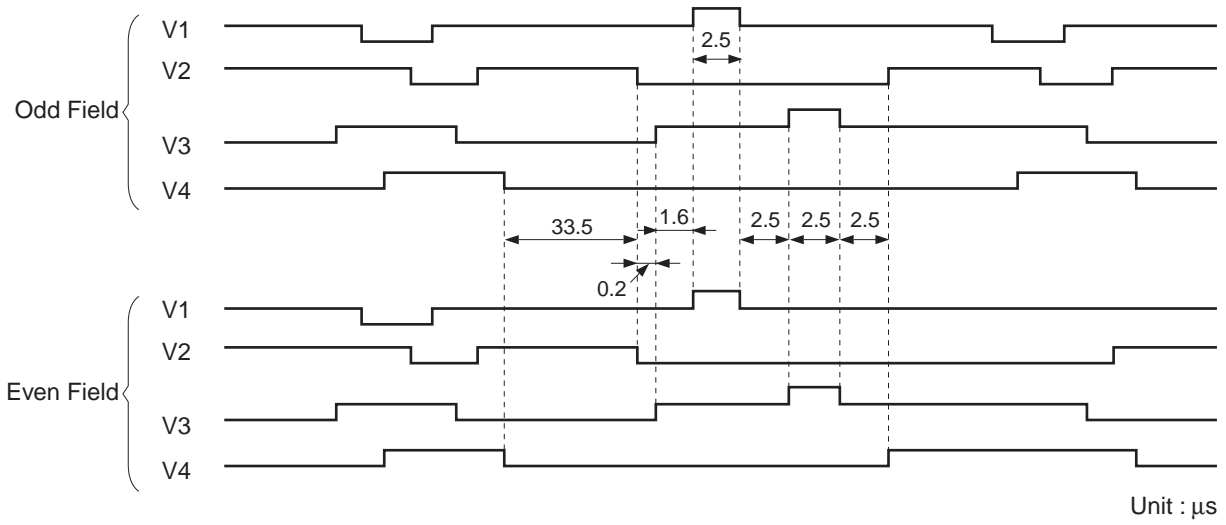 Odd Field
V1
2.5
V2
V3
V4
33.5
1.6
2.5 2.5 2.5
0.2
Even Field
V1
V2
V3
V4
Unit : μs